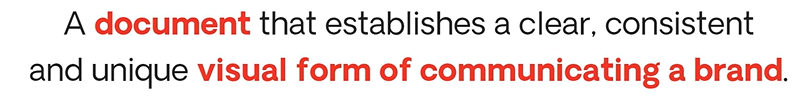 A document that establishes a clear, consistent
and unique visual form of communicating a brand.